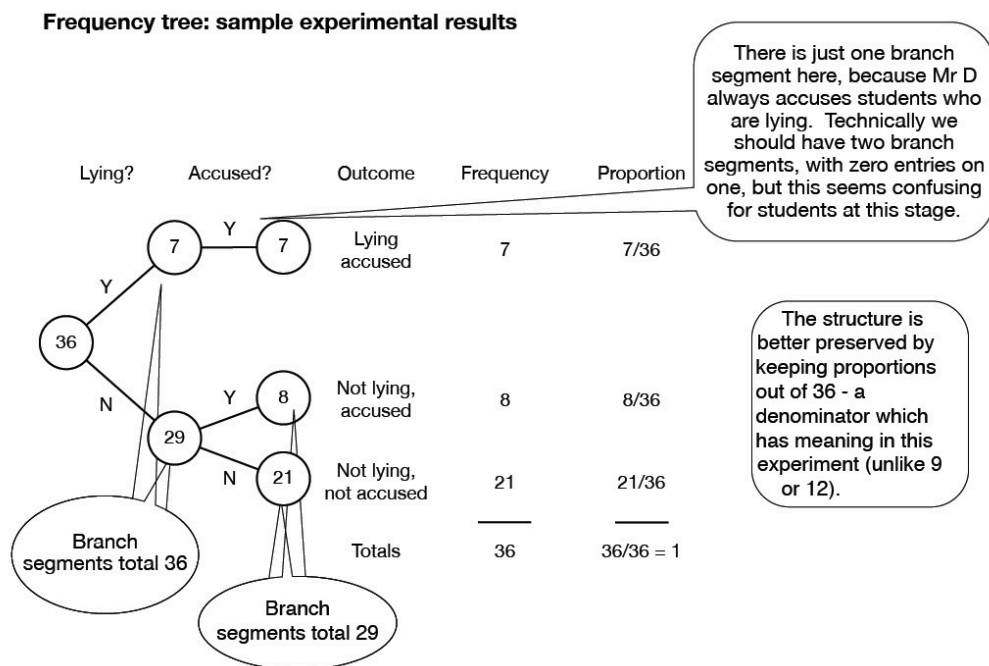 Frequency tree: sample experimental results
There is just one branch
segment here, because Mr D
always accuses students who
are lying. Technically we
should have two branch
segments, with zero entries on
one, but this seems confusing
for students at this stage.
Lying? Accused? Outcome Frequency Proportion
Y
7
Y
7
Lying
accused
7
7/36
36
N
29
Y
8
Not lying,
accused
8
8/36
N
21
Not lying,
not accused
21
21/36
Totals
36
36/36 = 1
The structure is
better preserved by
keeping proportions
out of 36 - a
denominator which
has meaning in this
experiment (unlike 9
or 12).
Branch
segments total 36
Branch
segments total 29